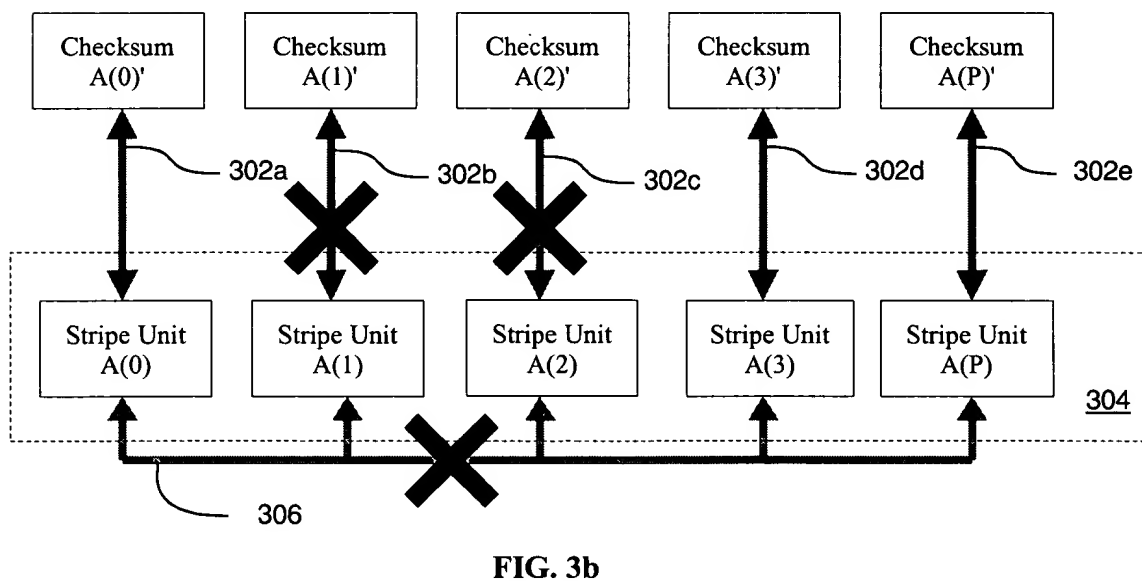 Checksum
A(0)'
Checksum
A(1)'
Checksum
A(2)'
Checksum
A(3)'
Checksum
A(P)'
302a
302b
302c
302d
302e
Stripe Unit
A(0)
Stripe Unit
A(1)
Stripe Unit
A(2)
Stripe Unit
A(3)
Stripe Unit
A(P)
304
306
FIG. 3b